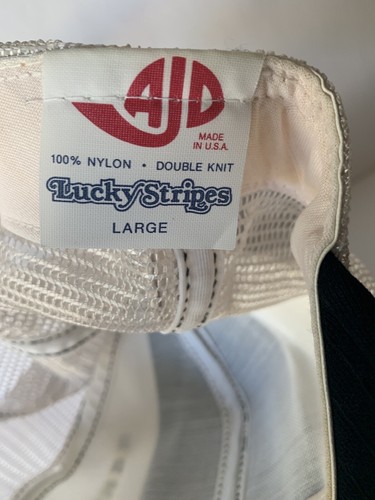 AJD
MADE
IN U.S.A.
100% NYLON • DOUBLE KNIT
Lucky Stripes
LARGE